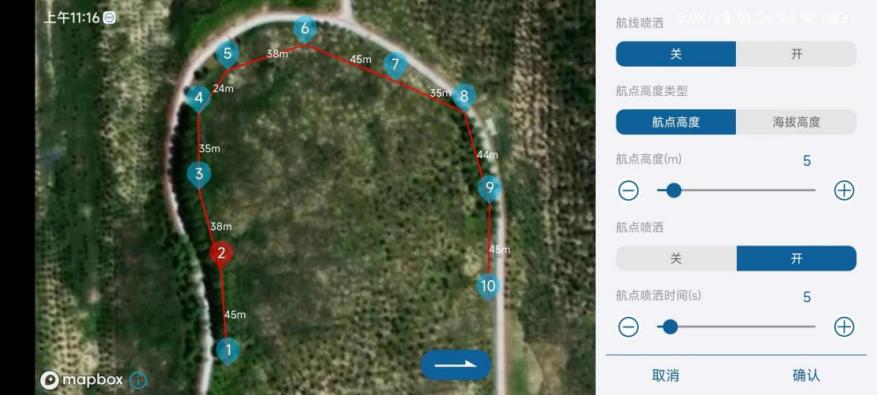 上午11:16
6
5
38m
45m
7
24m
35m
8
4
35m
44m
3
9
38m
2
45m
10
45m
1
mapbox
航线喷洒
0.0K/s
关 开
航点高度类型
航点高度 海拔高度
航点高度(m) 5
航点喷洒
关 开
航点喷洒时间(s) 5
取消 确认